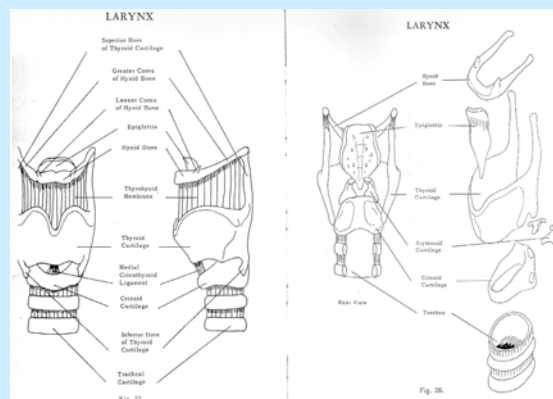 LARYNX
Superior Horn
of Thyroid Cartilage
Greater Cornu
of Hyoid Bone
Lesser Cornu
of Hyoid Bone
Epiglottis
Hyoid Bone
Thyrohyoid
Membrane
Thyroid
Cartilage
Medial
Cricothyroid
Ligament
Cricoid
Cartilage
Inferior Horn
of Thyroid
Cartilage
Tracheal
Cartilage
LARYNX
Hyoid
Bone
Epiglottis
Thyroid
Cartilage
Arytenoid
Cartilage
Cricoid
Cartilage
Rear View
Trachea
Fig. 28.